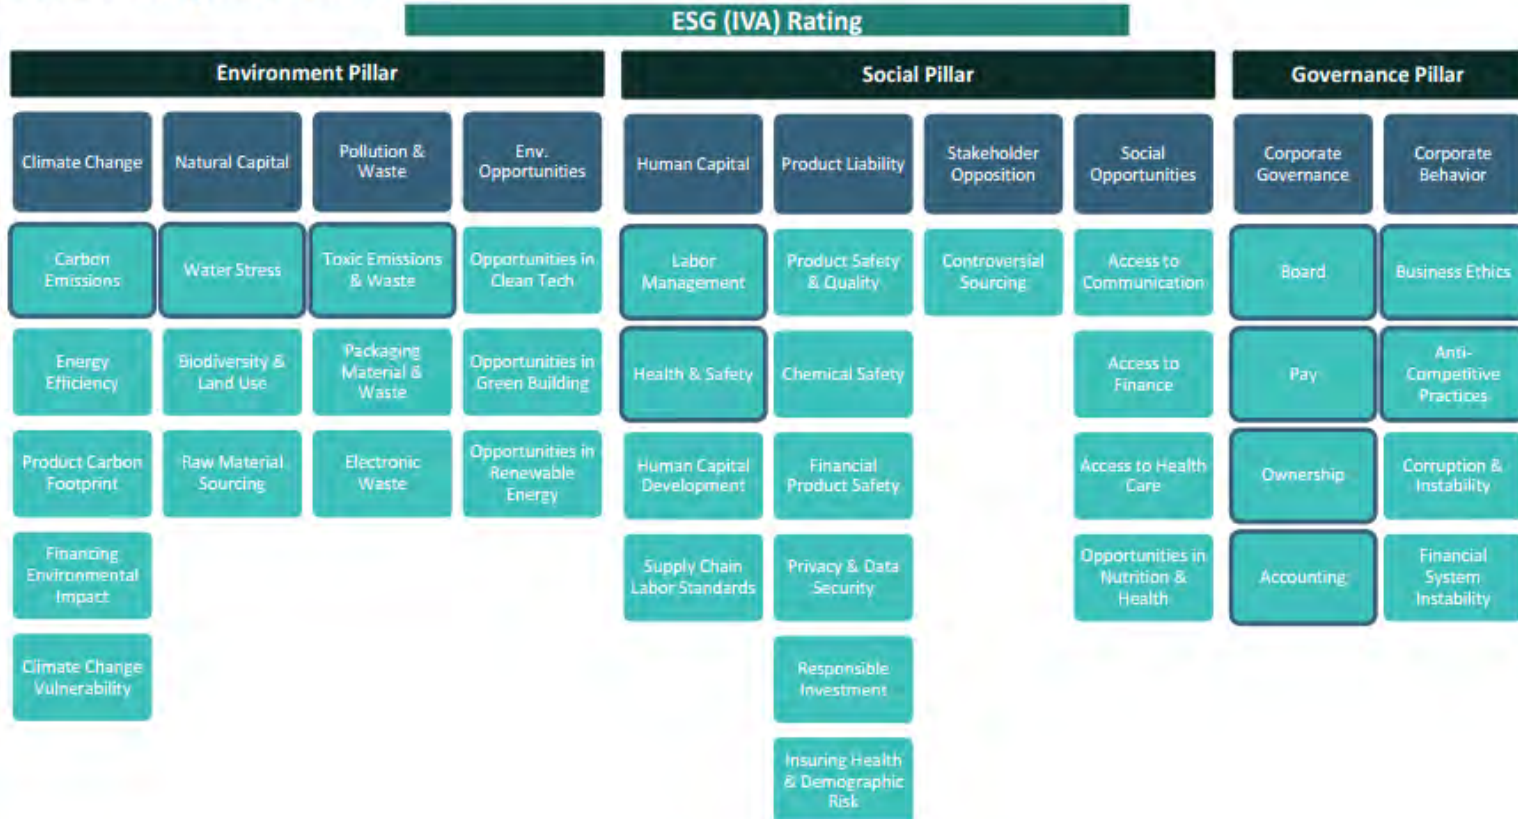 ESG (IVA) Rating
Environment Pillar
Social Pillar
Governance Pillar
Climate Change
Natural Capital
Pollution &
Waste
Env.
Opportunities
Human Capital
Product Liability
Stakeholder
Opposition
Social
Opportunities
Corporate
Governance
Corporate
Behavior
Carbon
Emissions
Water Stress
Toxic Emissions
& Waste
Opportunities in
Clean Tech
Labor
Management
Product Safety
& Quality
Controversial
Sourcing
Access to
Communication
Board
Business Ethics
Energy
Efficiency
Biodiversity &
Land Use
Packaging
Material &
Waste
Opportunities in
Green Building
Health & Safety
Chemical Safety
Access to
Finance
Pay
Anti-
Competitive
Practices
Product Carbon
Footprint
Raw Material
Sourcing
Electronic
Waste
Opportunities in
Renewable
Energy
Human Capital
Development
Financial
Product Safety
Access to Health
Care
Ownership
Corruption &
Instability
Financing
Environmental
Impact
Supply Chain
Labor Standards
Privacy & Data
Security
Opportunities in
Nutrition &
Health
Accounting
Financial
System
Instability
Climate Change
Vulnerability
Responsible
Investment
Insuring Health
& Demographic
Risk